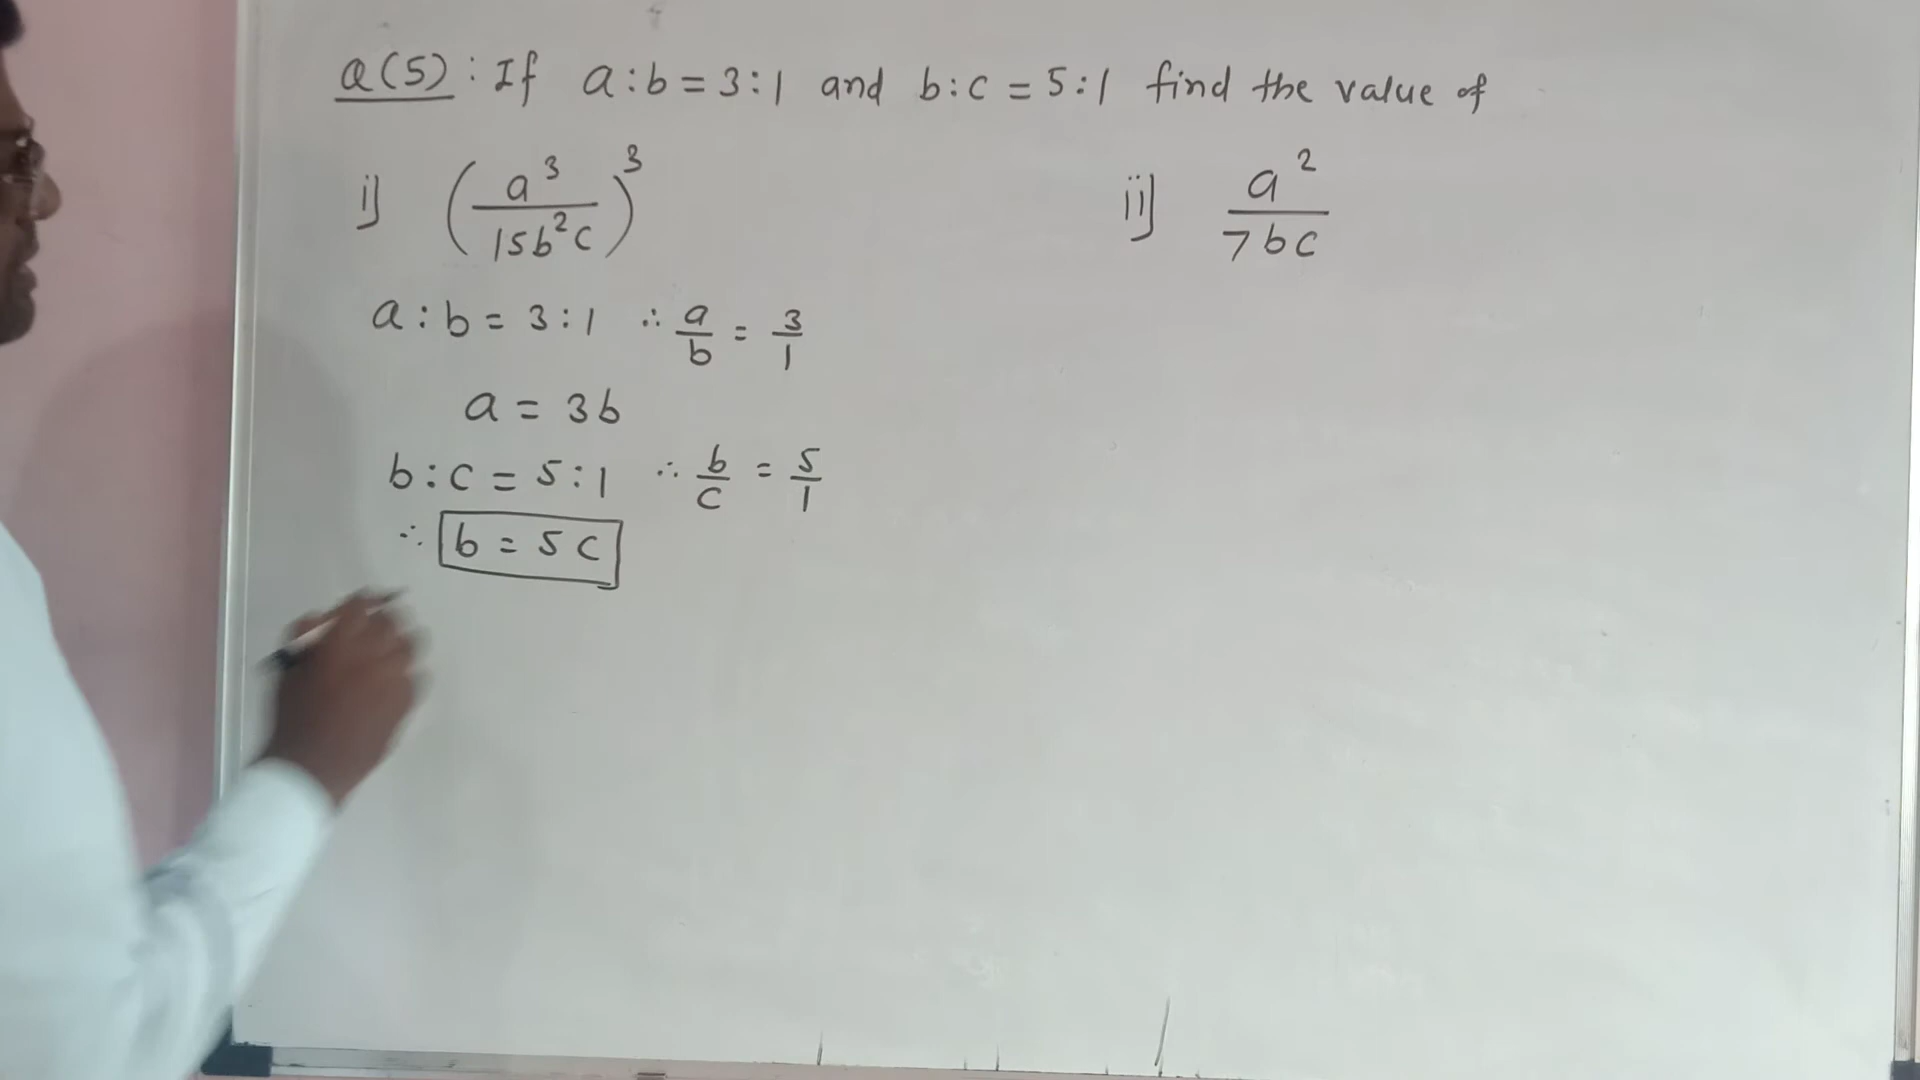 Q(5) : If a:b = 3:1 and b:c = 5:1 find the value of
i) (a³/15b²c)³ ii) a²/7bc
a:b = 3:1 ∴ a/b = 3/1
a = 3b
b:c = 5:1 ∴ b/c = 5/1
∴ b = 5c